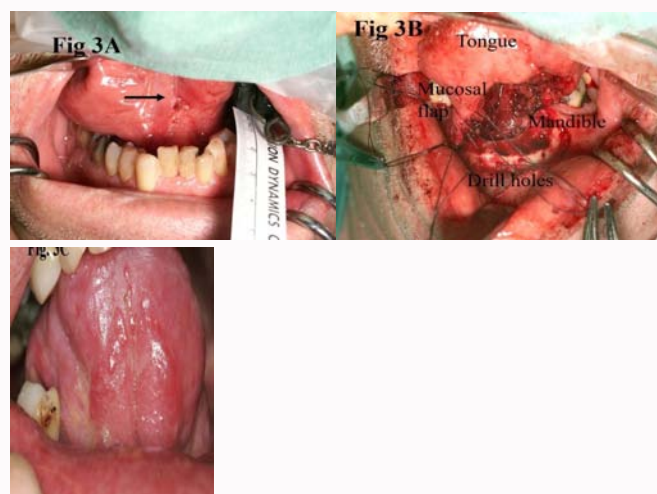 Fig 3A
ION DYNAMICS C
Fig 3B
Tongue
Mucosal
flap
Mandible
Drill holes
Fig. 3C